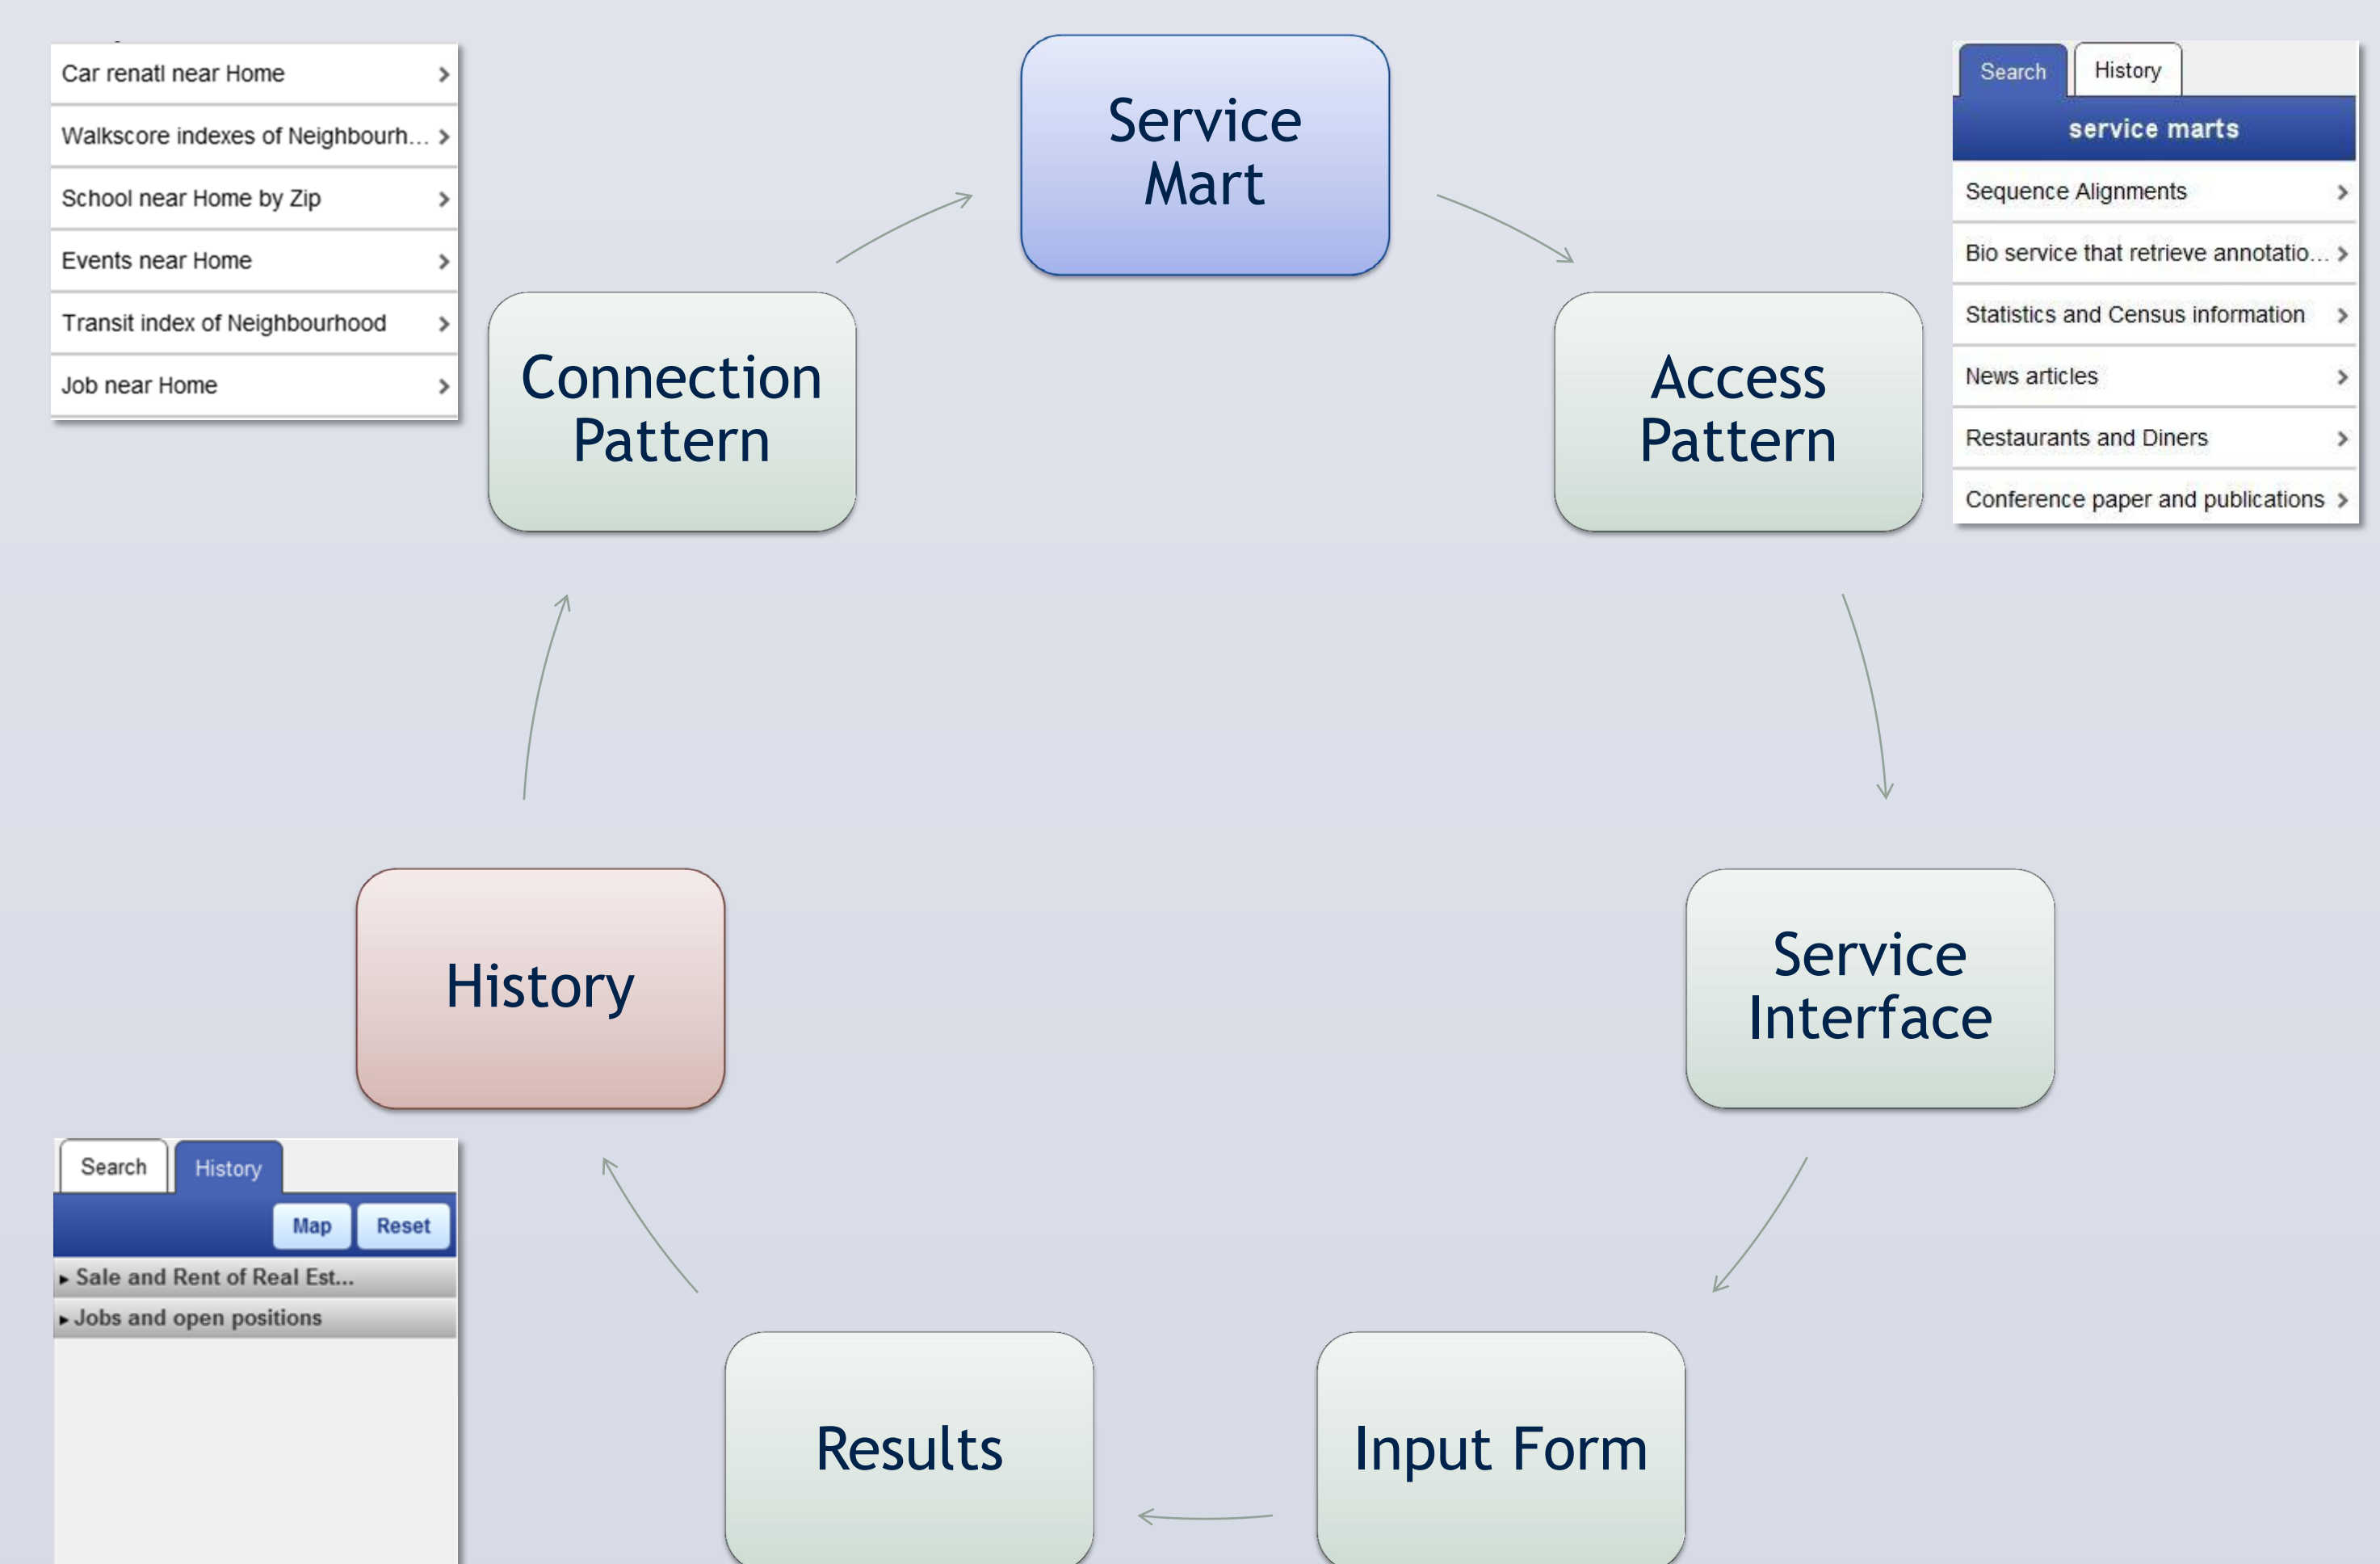 Car renatl near Home
Walkscore indexes of Neighbourh...
School near Home by Zip
Events near Home
Transit index of Neighbourhood
Job near Home
Service
Mart
Search
History
service marts
Sequence Alignments
Bio service that retrieve annotatio...
Statistics and Census information
News articles
Restaurants and Diners
Conference paper and publications
Connection
Pattern
Access
Pattern
History
Service
Interface
Search
History
Map
Reset
Sale and Rent of Real Est...
Jobs and open positions
Results
Input Form